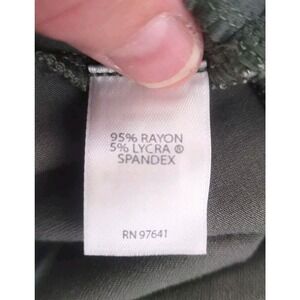 95% RAYON
5% LYCRA ®
SPANDEX
RN 97641